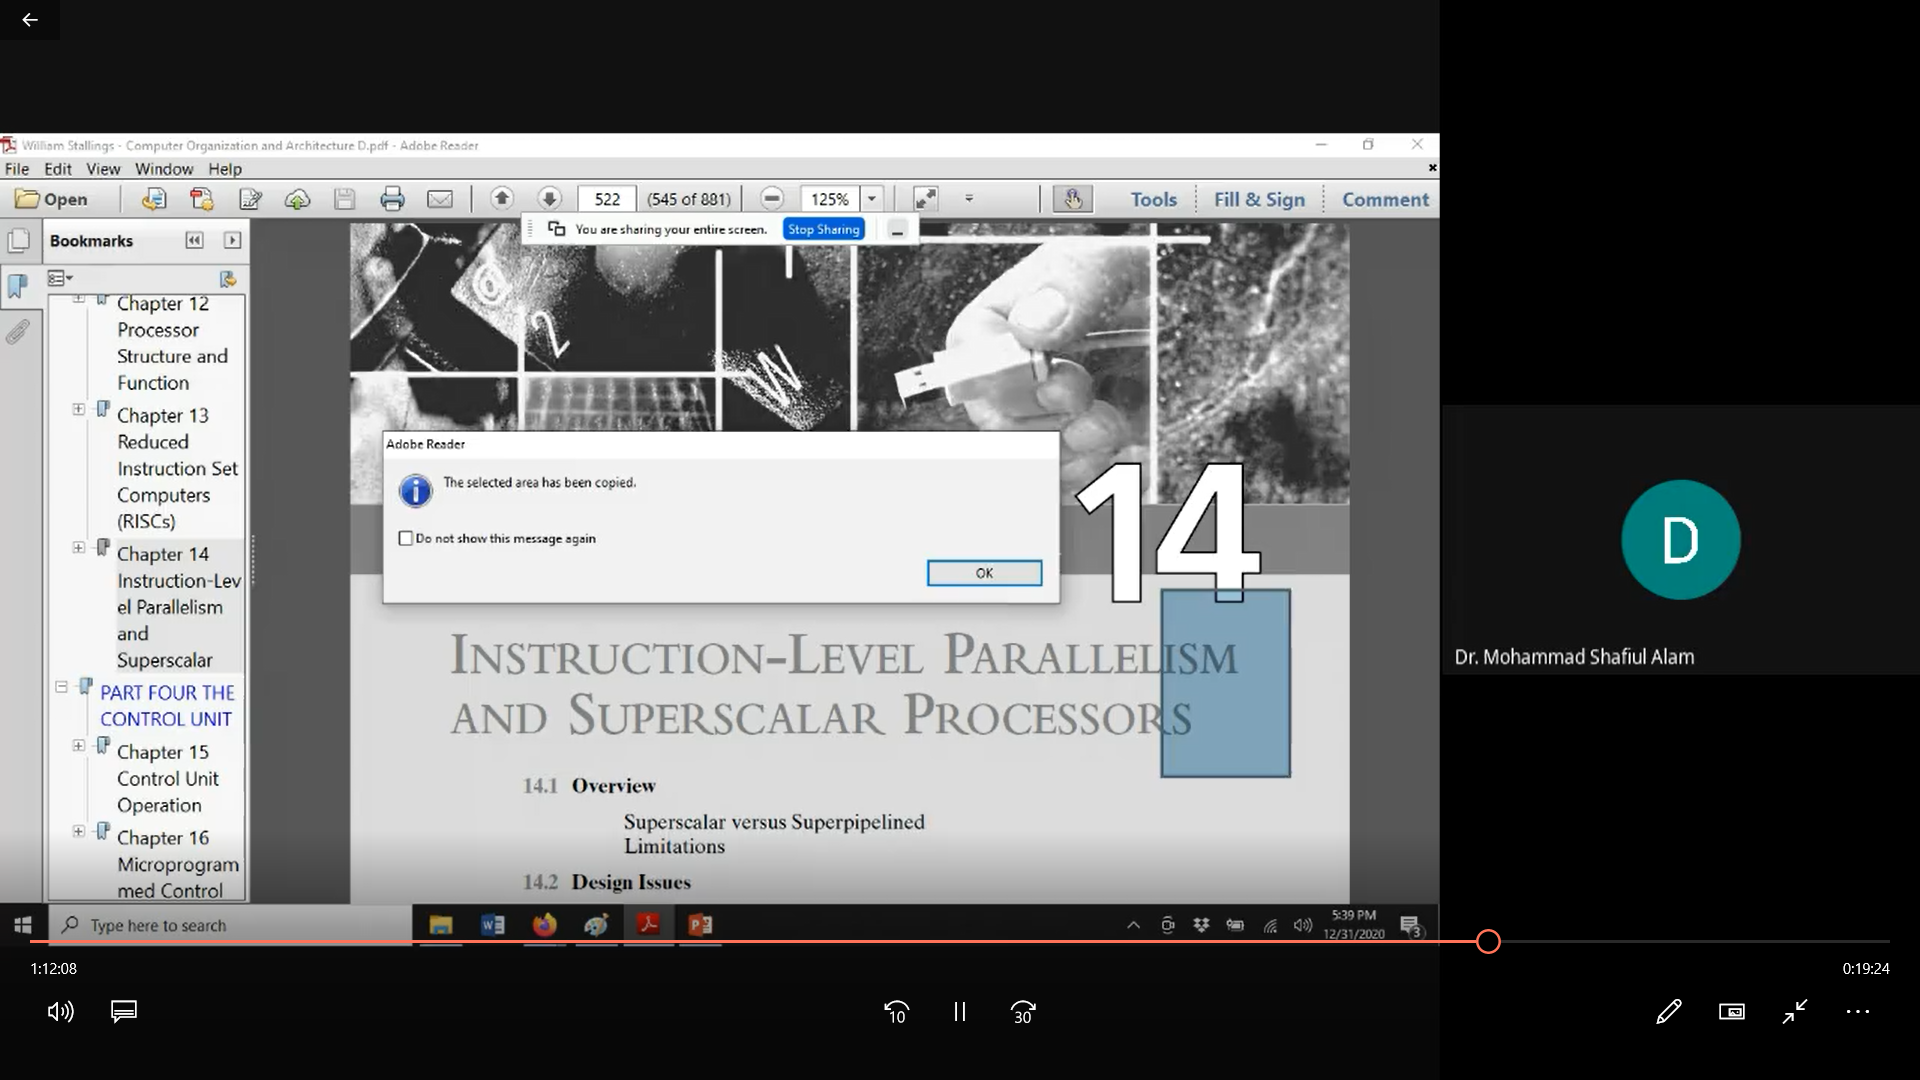 William Stallings - Computer Organization and Architecture D.pdf - Adobe Reader
File Edit View Window Help
Open 522 (545 of 881) 125% Tools Fill & Sign Comment
You are sharing your entire screen. Stop Sharing
Bookmarks
Chapter 12
Processor
Structure and
Function
Chapter 13
Reduced
Instruction Set
Computers
(RISCs)
Chapter 14
Instruction-Lev
el Parallelism
and
Superscalar
PART FOUR THE
CONTROL UNIT
Chapter 15
Control Unit
Operation
Chapter 16
Microprogram
med Control
@
2
W
Adobe Reader
The selected area has been copied.
Do not show this message again
OK
14
INSTRUCTION-LEVEL PARALLELISM
AND SUPERSCALAR PROCESSORS
14.1 Overview
Superscalar versus Superpipelined
Limitations
14.2 Design Issues
D
Dr. Mohammad Shafiul Alam
Type here to search
5:39 PM
12/31/2020
3
1:12:08
0:19:24
10
30